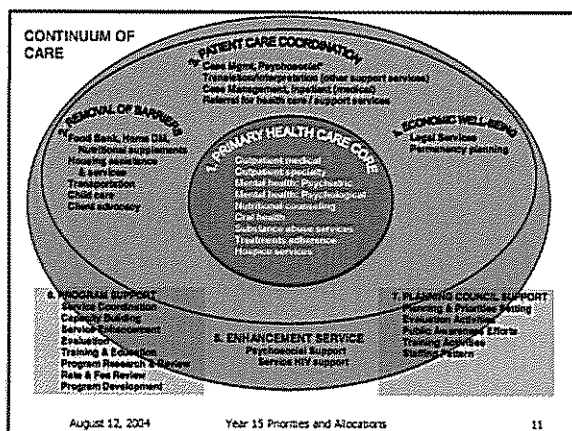 CONTINUUM OF
CARE
PATIENT CARE COORDINATION
Case Mgmt, Psychosocial
Translation/Interpretation (other support services)
Case Management, Inpatient (medical)
Referral for health care / support services
REMOVAL OF BARRIERS
Food Bank, Home DM,
Nutritional supplements
Housing assistance
& services
Transportation
Child care
Client advocacy
ECONOMIC WELL-BEING
Legal Services
Permanency planning
1. PRIMARY HEALTH CARE CORE
Outpatient medical
Outpatient specialty
Mental health: Psychiatric
Mental health: Psychological
Nutritional counseling
Oral health
Substance abuse services
Treatments adherence
Hospice services
6. PROGRAM SUPPORT
Service Coordination
Capacity Building
Service Enhancement
Evaluation
Training & Education
Program Research & Review
Rate & Fee Review
Program Development
5. ENHANCEMENT SERVICE
Psychosocial Support
Service HIV support
7. PLANNING COUNCIL SUPPORT
Planning & Priorities Setting
Evaluation Activities
Public Awareness Efforts
Training Activities
Staffing Pattern
August 12, 2004 Year 15 Priorities and Allocations 11